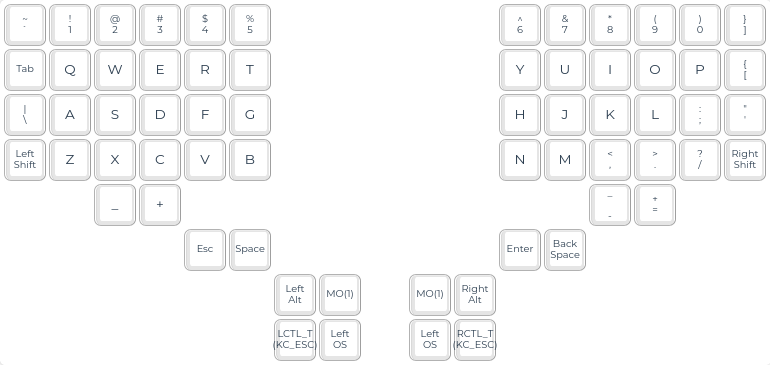 ~ ! @ # $ % ^ & * ( ) }
` 1 2 3 4 5 6 7 8 9 0 ]
Tab Q W E R T Y U I O P { [
| \ A S D F G H J K L : ; " '
Left Shift Z X C V B N M < , > . ? / Right Shift
_ + _ - + =
Esc Space Enter Back Space
Left Alt MO(1) MO(1) Right Alt
LCTL_T (KC_ESC) Left OS Left OS RCTL_T (KC_ESC)